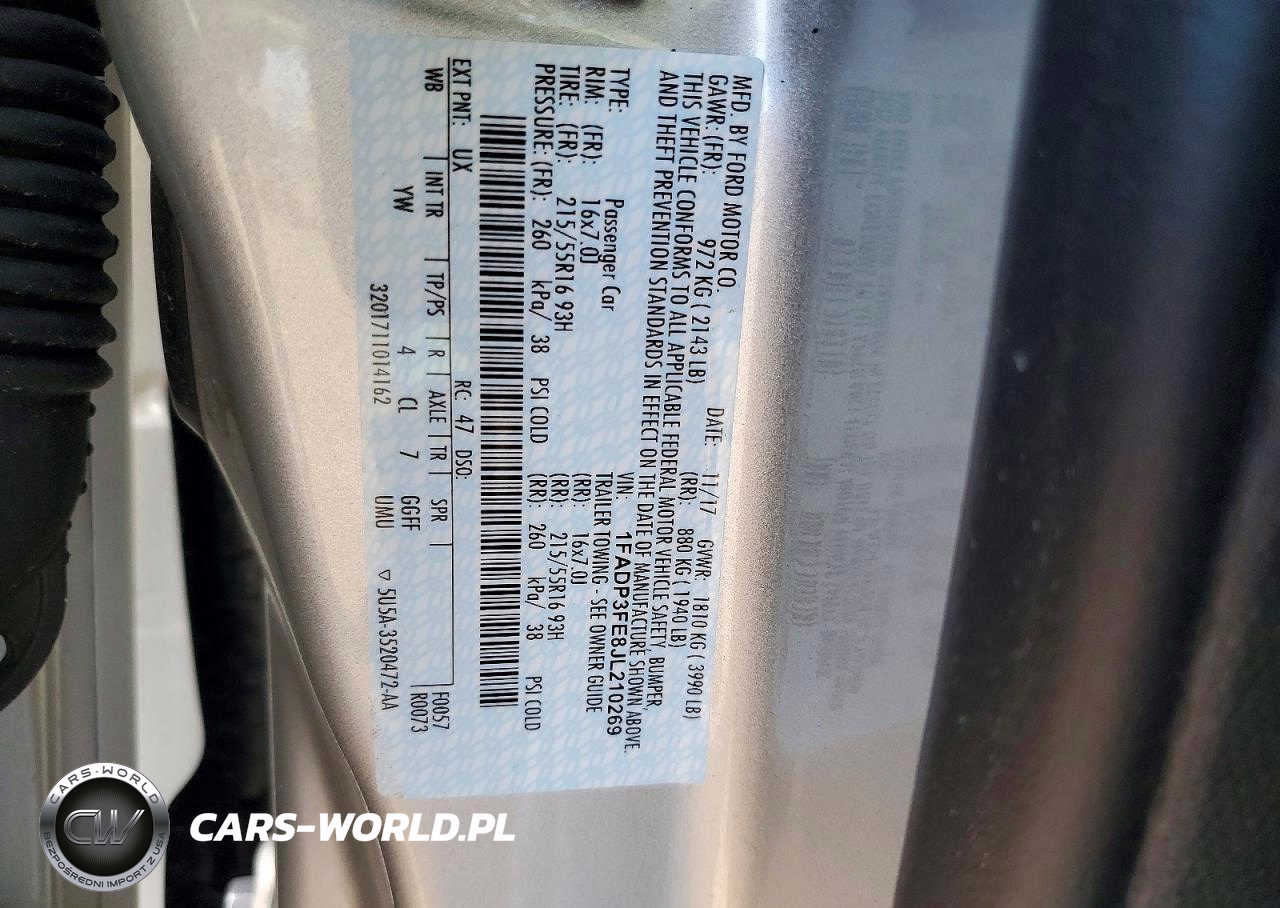 MFD. BY FORD MOTOR CO.
DATE: 11/17 GVWR: 1810 KG ( 3990 LB)
GAWR: (FR): 972 KG ( 2143 LB) (RR): 880 KG ( 1940 LB)
THIS VEHICLE CONFORMS TO ALL APPLICABLE FEDERAL MOTOR VEHICLE SAFETY, BUMPER,
AND THEFT PREVENTION STANDARDS IN EFFECT ON THE DATE OF MANUFACTURE SHOWN ABOVE.
VIN: 1FADP3FE8JL210269
TYPE: Passenger Car TRAILER TOWING - SEE OWNER GUIDE
RIM: (FR): 16x7.0J (RR): 16x7.0J
TIRE: (FR): 215/55R16 93H (RR): 215/55R16 93H
PRESSURE: (FR): 260 kPa/ 38 PSI COLD (RR): 260 kPa/ 38 PSI COLD
EXT PNT: UX RC: 47 DSO: F0057
WB | INT TR | TP/PS | R | AXLE | TR | SPR | R0073
YW 4 CL 7 GGFF
3201711014162 UMU ▽ 5U5A-3520472-AA
CARS-WORLD
CW
BEZPOŚREDNI IMPORT Z USA
CARS-WORLD.PL